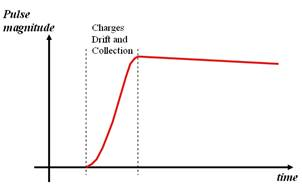 Pulse
magnitude
Charges
Drift and
Collection
time